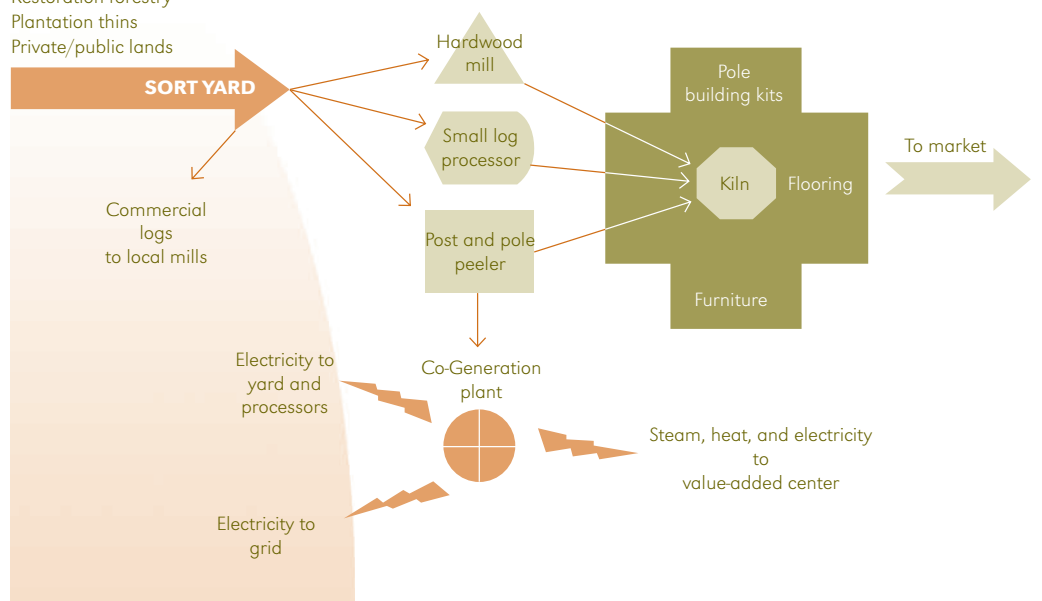 Restoration forestry
Plantation thins
Private/public lands
SORT YARD
Commercial
logs
to local mills
Hardwood
mill
Small log
processor
Post and pole
peeler
Pole
building kits
Kiln
Flooring
Furniture
To market
Co-Generation
plant
Electricity to
yard and
processors
Steam, heat, and electricity
to
value-added center
Electricity to
grid